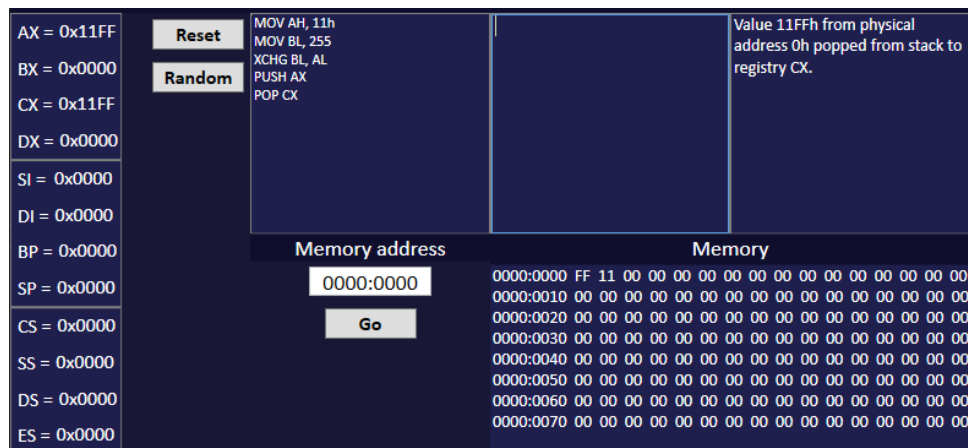 AX = 0x11FF
BX = 0x0000
CX = 0x11FF
DX = 0x0000
SI = 0x0000
DI = 0x0000
BP = 0x0000
SP = 0x0000
CS = 0x0000
SS = 0x0000
DS = 0x0000
ES = 0x0000
Reset
Random
MOV AH, 11h
MOV BL, 255
XCHG BL, AL
PUSH AX
POP CX
Value 11FFh from physical
address 0h popped from stack to
registry CX.
Memory address
0000:0000
Go
Memory
0000:0000 FF 11 00 00 00 00 00 00 00 00 00 00 00 00 00 00
0000:0010 00 00 00 00 00 00 00 00 00 00 00 00 00 00 00 00
0000:0020 00 00 00 00 00 00 00 00 00 00 00 00 00 00 00 00
0000:0030 00 00 00 00 00 00 00 00 00 00 00 00 00 00 00 00
0000:0040 00 00 00 00 00 00 00 00 00 00 00 00 00 00 00 00
0000:0050 00 00 00 00 00 00 00 00 00 00 00 00 00 00 00 00
0000:0060 00 00 00 00 00 00 00 00 00 00 00 00 00 00 00 00
0000:0070 00 00 00 00 00 00 00 00 00 00 00 00 00 00 00 00